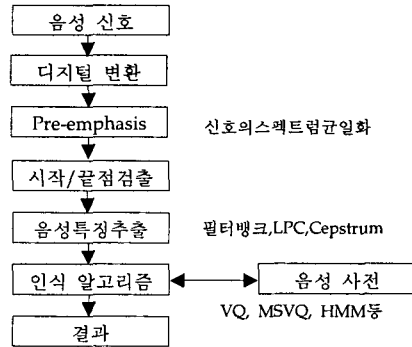 음성 신호
디지털 변환
Pre-emphasis 신호의스펙트럼균일화
시작/끝점검출
음성특징추출 필터뱅크,LPC,Cepstrum
인식 알고리즘 음성 사전
VQ, MSVQ, HMM등
결과